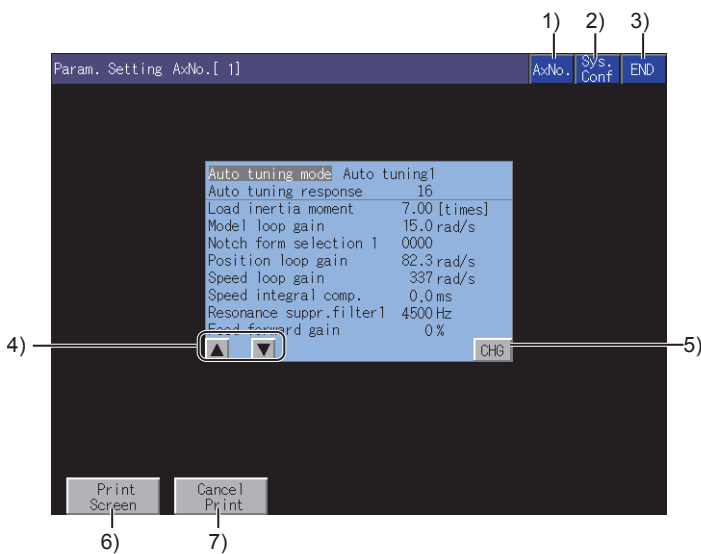 1) 2) 3)
Param. Setting AxNo.[ 1] AxNo. Sys. Conf END
Auto tuning mode Auto tuning1
Auto tuning response 16
Load inertia moment 7.00 [times]
Model loop gain 15.0 rad/s
Notch form selection 1 0000
Position loop gain 82.3 rad/s
Speed loop gain 337 rad/s
Speed integral comp. 0.0 ms
Resonance suppr.filter1 4500 Hz
Feed forward gain 0 %
4) ▲ ▼ CHG 5)
Print Screen
Cancel Print
6) 7)